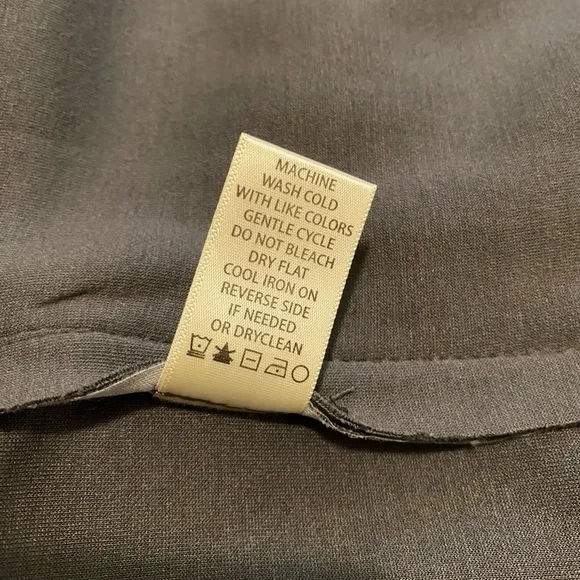 MACHINE
WASH COLD
WITH LIKE COLORS
GENTLE CYCLE
DO NOT BLEACH
DRY FLAT
COOL IRON ON
REVERSE SIDE
IF NEEDED
OR DRYCLEAN